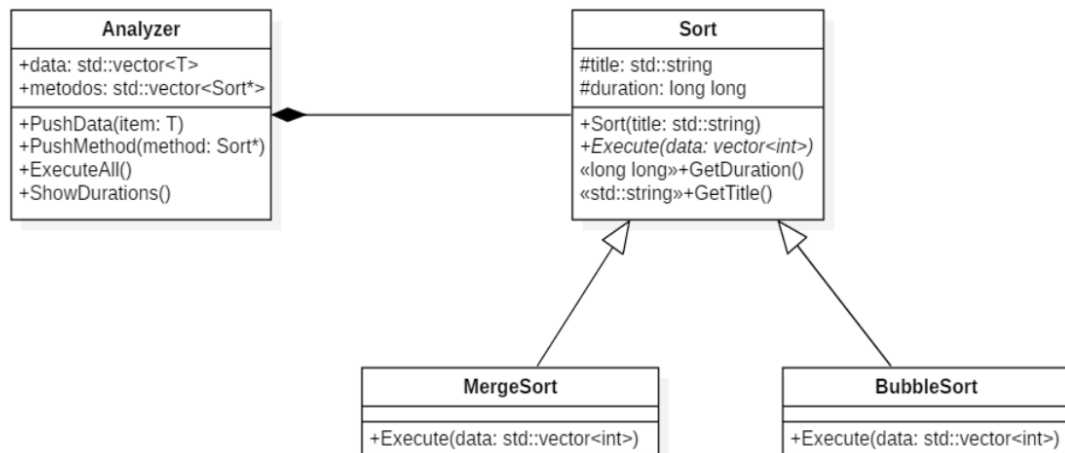 Analyzer
+data: std::vector<T>
+metodos: std::vector<Sort*>
+PushData(item: T)
+PushMethod(method: Sort*)
+ExecuteAll()
+ShowDurations()
Sort
#title: std::string
#duration: long long
+Sort(title: std::string)
+Execute(data: vector<int>)
«long long»+GetDuration()
«std::string»+GetTitle()
MergeSort
+Execute(data: std::vector<int>)
BubbleSort
+Execute(data: std::vector<int>)